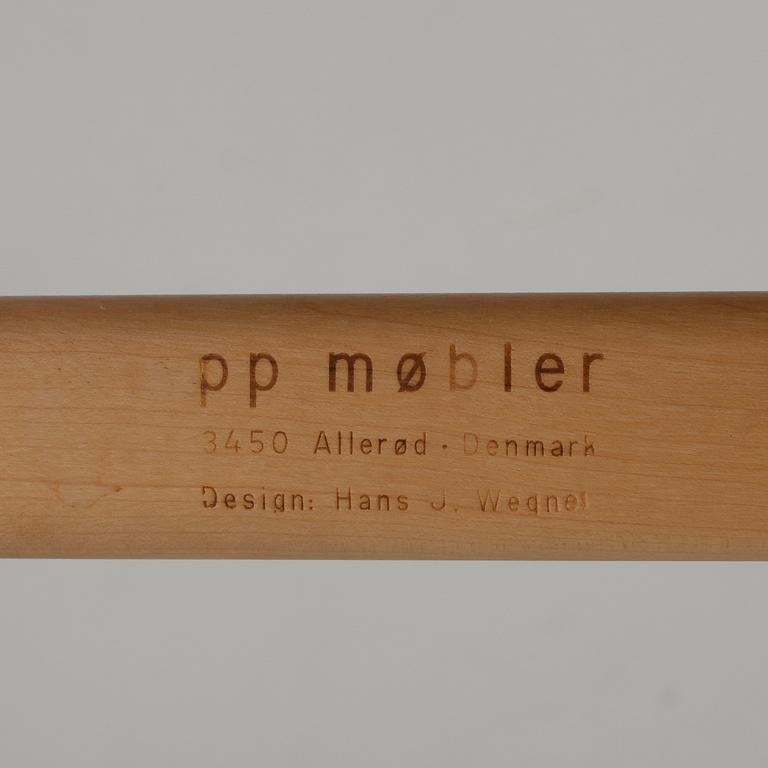 pp møbler
3450 Allerød · Denmark
Design: Hans J. Wegner